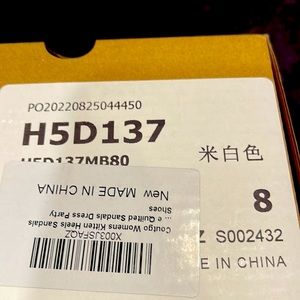 PO20220825044450
H5D137
H5D137MB80
米白色
8
Z S002432
E IN CHINA
X003JSFAQZ
Coutgo Womens Kitten Heels Sandals
... e Quilted Sandals Dress Party
Shoes
New MADE IN CHINA